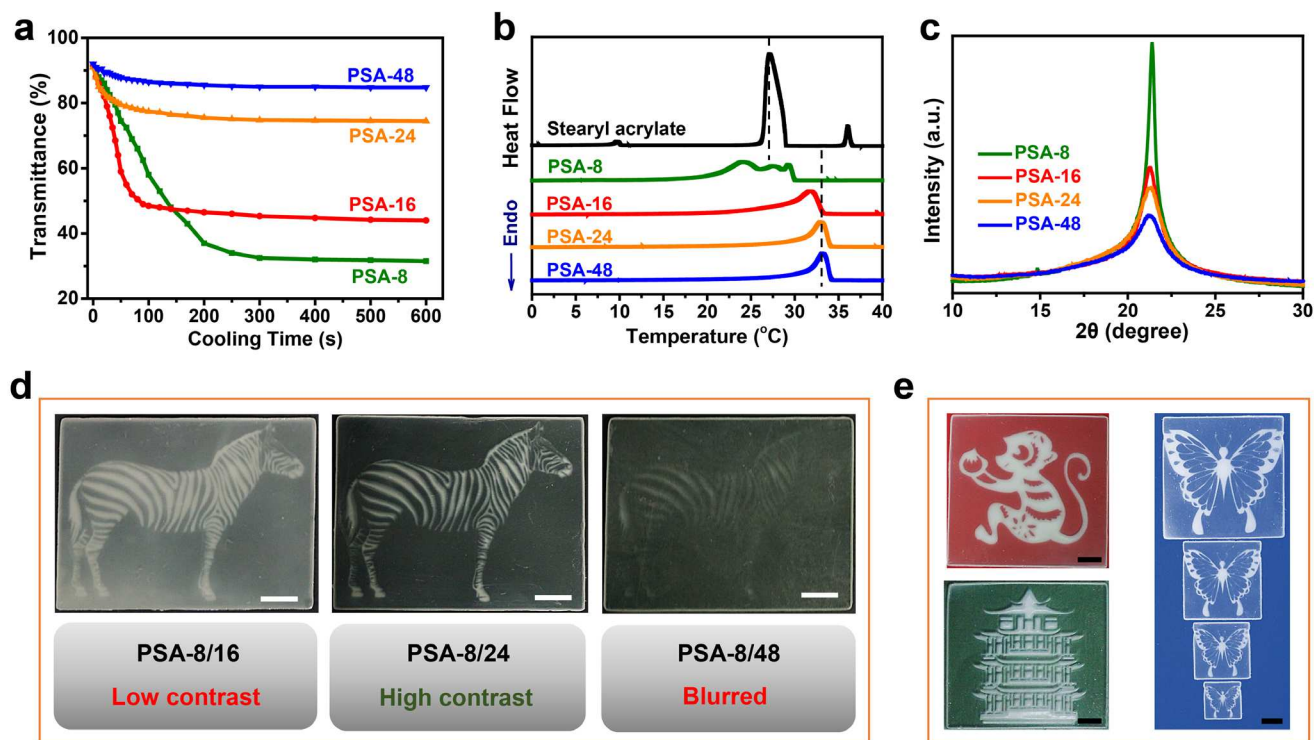 a
100
80
60
40
20
Transmittance (%)
PSA-48
PSA-24
PSA-16
PSA-8
0 100 200 300 400 500 600
Cooling Time (s)
b
Heat Flow
Endo
Stearyl acrylate
PSA-8
PSA-16
PSA-24
PSA-48
0 5 10 15 20 25 30 35 40
Temperature (°C)
c
Intensity (a.u.)
PSA-8
PSA-16
PSA-24
PSA-48
10 15 20 25 30
2θ (degree)
d
PSA-8/16
Low contrast
PSA-8/24
High contrast
PSA-8/48
Blurred
e